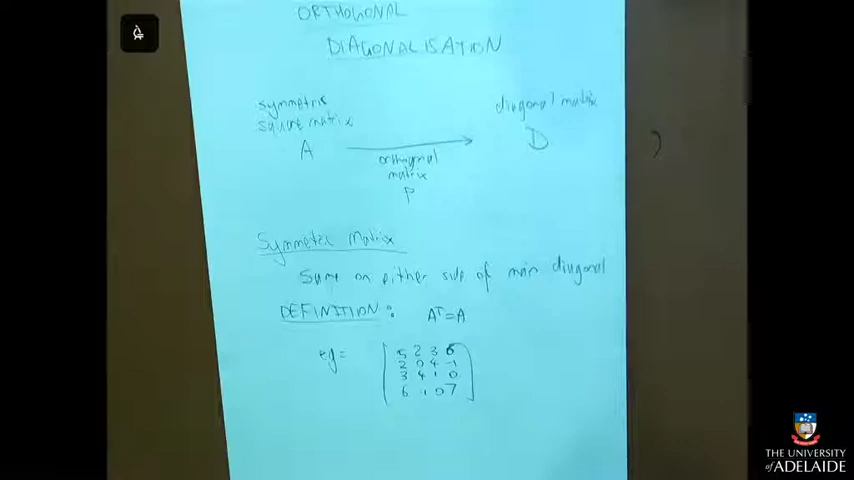 ORTHOGONAL
DIAGONALISATION
symmetric
square matrix
A
orthogonal
matrix
P
diagonal matrix
D
Symmetric Matrix
Same on either side of main diagonal
DEFINITION : Aᵀ=A
eg=
5 2 3 6
2 0 4 -1
3 4 1 0
6 -1 0 7
THE UNIVERSITY
of ADELAIDE